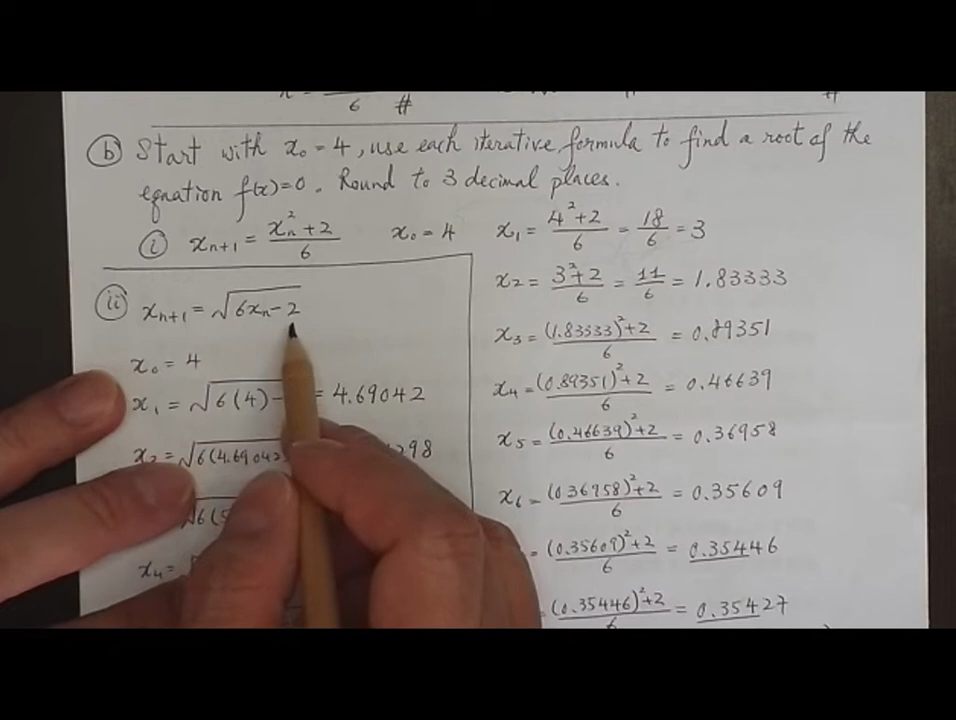 6 # #
(b) Start with x₀ = 4, use each iterative formula to find a root of the
equation f(x)=0. Round to 3 decimal places.
(i) xₙ₊₁ = (xₙ² + 2)/6 x₀ = 4
x₁ = (4² + 2)/6 = 18/6 = 3
x₂ = (3² + 2)/6 = 11/6 = 1.83333
x₃ = ((1.83333)² + 2)/6 = 0.89351
x₄ = ((0.89351)² + 2)/6 = 0.46639
x₅ = ((0.46639)² + 2)/6 = 0.36958
x₆ = ((0.36958)² + 2)/6 = 0.35609
= ((0.35609)² + 2)/6 = 0.35446
= ((0.35446)² + 2)/6 = 0.35427
(ii) xₙ₊₁ = √(6xₙ − 2)
x₀ = 4
x₁ = √6(4) − = 4.69042
x₂ = √6(4.69042 298
√6(5
x₄ =